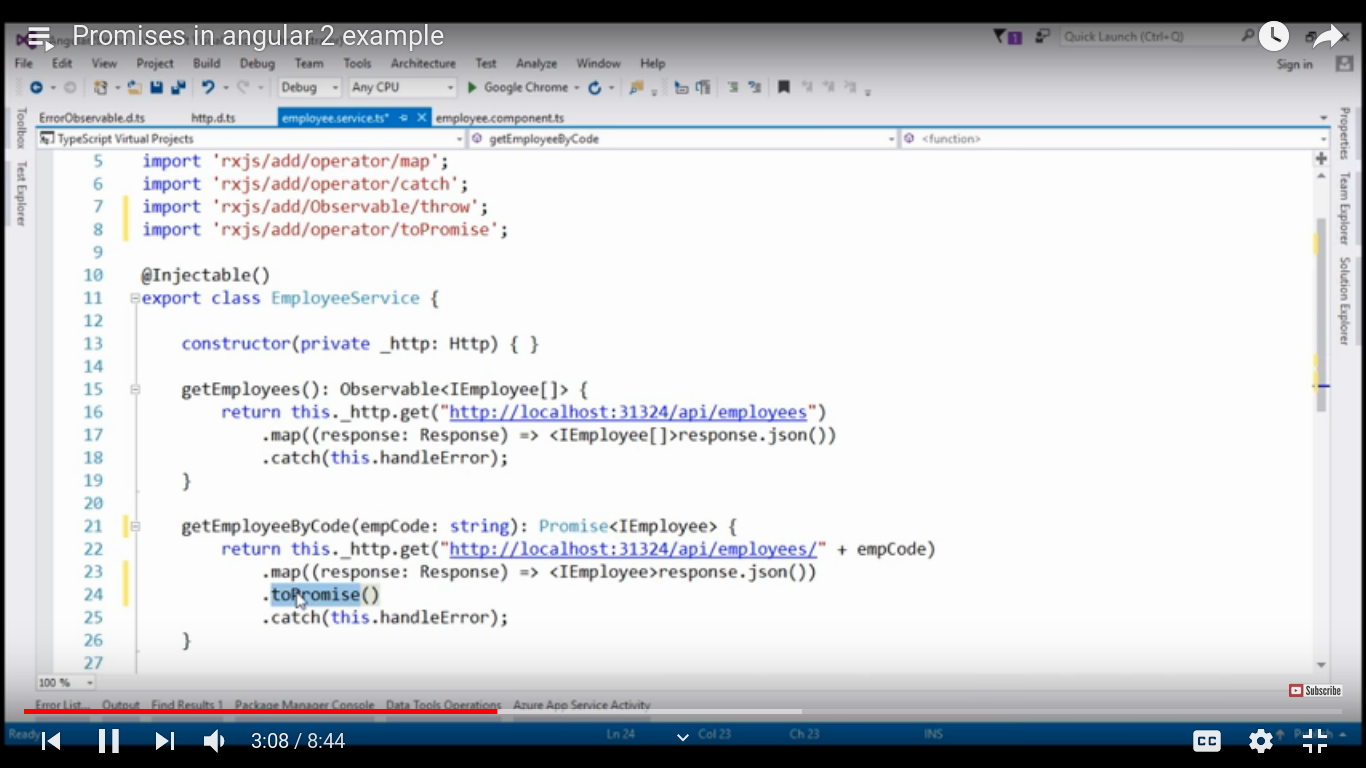 Promises in angular 2 example
Quick Launch (Ctrl+Q)
File Edit View Project Build Debug Team Tools Architecture Test Analyze Window Help
Sign in
Debug Any CPU Google Chrome
ErrorObservable.d.ts http.d.ts employee.service.ts* employee.component.ts
TypeScript Virtual Projects getEmployeeByCode <function>
Toolbox
Test Explorer
Properties
Team Explorer
Solution Explorer
5 import 'rxjs/add/operator/map';
6 import 'rxjs/add/operator/catch';
7 import 'rxjs/add/Observable/throw';
8 import 'rxjs/add/operator/toPromise';
9
10 @Injectable()
11 export class EmployeeService {
12
13 constructor(private _http: Http) { }
14
15 getEmployees(): Observable<IEmployee[]> {
16 return this._http.get("http://localhost:31324/api/employees")
17 .map((response: Response) => <IEmployee[]>response.json())
18 .catch(this.handleError);
19 }
20
21 getEmployeeByCode(empCode: string): Promise<IEmployee> {
22 return this._http.get("http://localhost:31324/api/employees/" + empCode)
23 .map((response: Response) => <IEmployee>response.json())
24 .toPromise()
25 .catch(this.handleError);
26 }
27
100 %
Subscribe
Error List... Output Find Results 1 Package Manager Console Data Tools Operations Azure App Service Activity
Ready Ln 24 Col 23 Ch 23 INS
3:08 / 8:44
CC